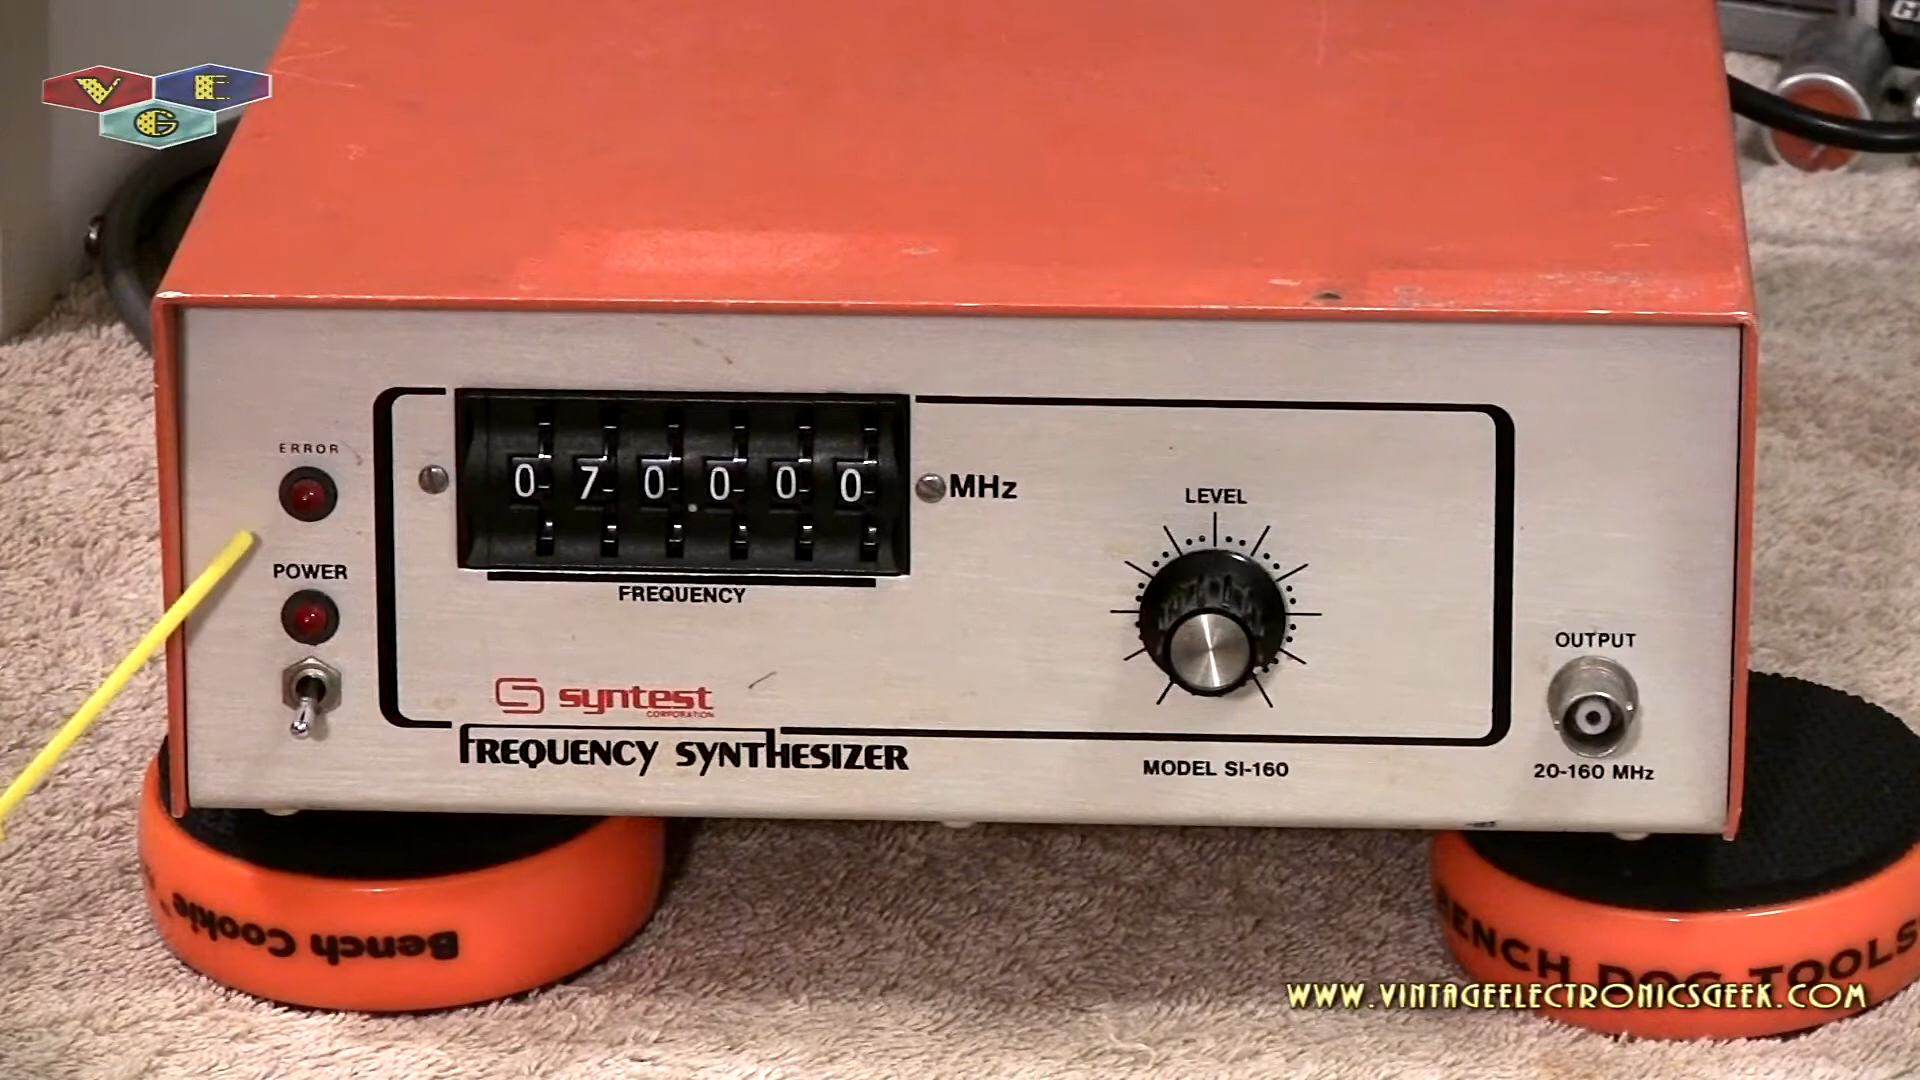 V E
G
ERROR
0 7 0 . 0 0 0
MHz
LEVEL
POWER
FREQUENCY
OUTPUT
syntest
CORPORATION
FREQUENCY SYNTHESIZER
MODEL SI-160
20-160 MHz
Bench Cookie
BENCH DOG TOOLS
WWW.VINTAGEELECTRONICSGEEK.COM